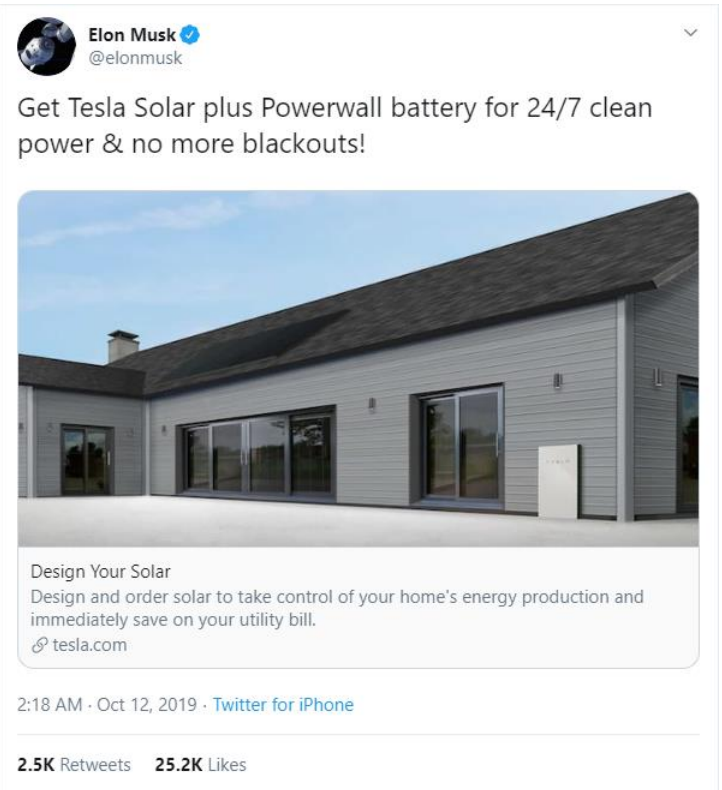 Elon Musk
@elonmusk
Get Tesla Solar plus Powerwall battery for 24/7 clean
power & no more blackouts!
TESLA
Design Your Solar
Design and order solar to take control of your home's energy production and
immediately save on your utility bill.
tesla.com
2:18 AM · Oct 12, 2019 · Twitter for iPhone
2.5K Retweets 25.2K Likes